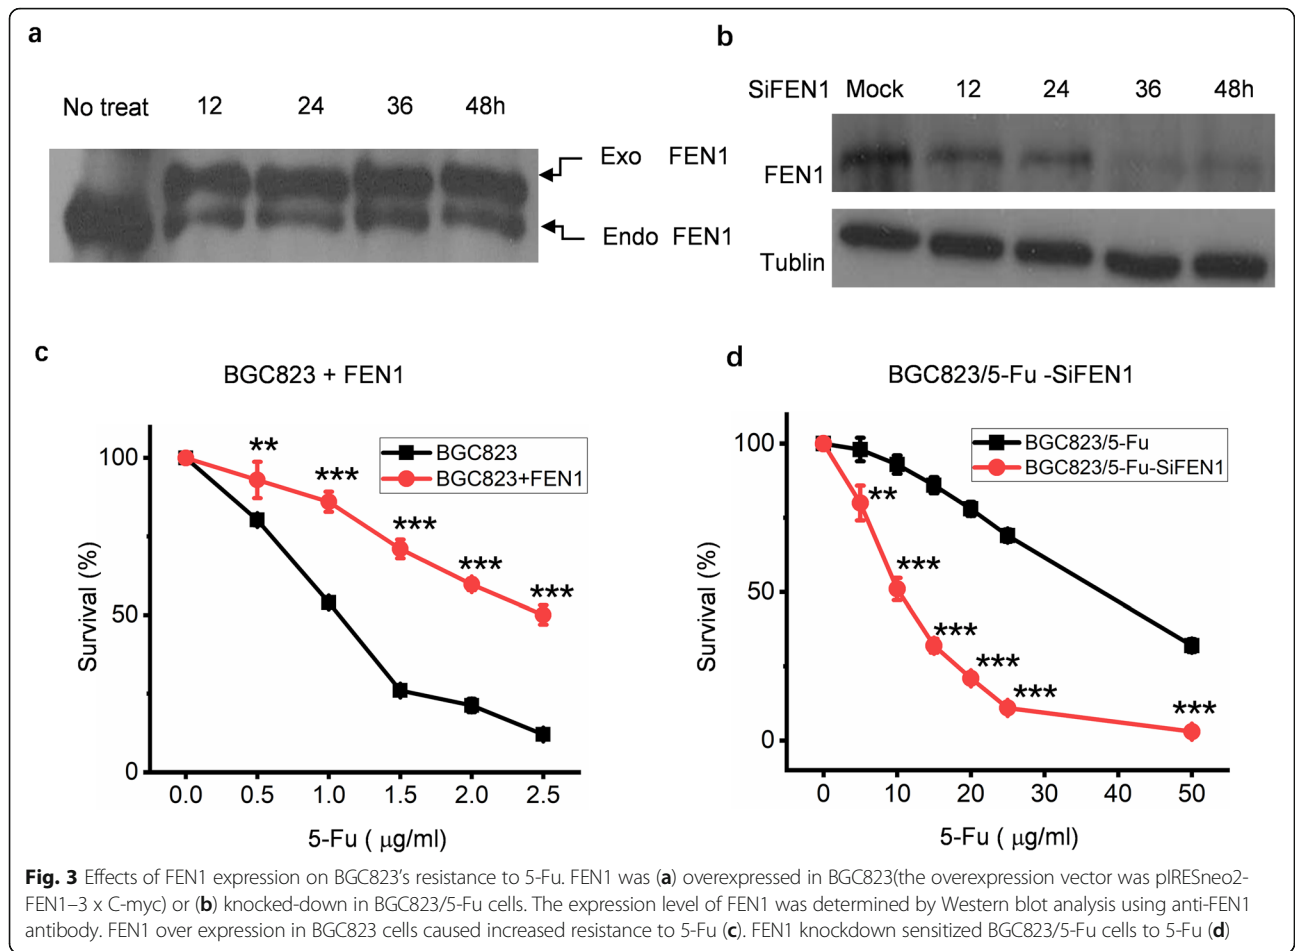 a
No treat 12 24 36 48h
Exo FEN1
Endo FEN1
b
SiFEN1 Mock 12 24 36 48h
FEN1
Tublin
c
BGC823 + FEN1
BGC823
BGC823+FEN1
** *** *** *** ***
100
50
0
Survival (%)
0.0 0.5 1.0 1.5 2.0 2.5
5-Fu ( μg/ml)
d
BGC823/5-Fu -SiFEN1
BGC823/5-Fu
BGC823/5-Fu-SiFEN1
** *** *** *** *** ***
100
50
0
Survival (%)
0 10 20 30 40 50
5-Fu ( μg/ml)
Fig. 3 Effects of FEN1 expression on BGC823's resistance to 5-Fu. FEN1 was (a) overexpressed in BGC823(the overexpression vector was pIRESneo2-
FEN1–3 x C-myc) or (b) knocked-down in BGC823/5-Fu cells. The expression level of FEN1 was determined by Western blot analysis using anti-FEN1
antibody. FEN1 over expression in BGC823 cells caused increased resistance to 5-Fu (c). FEN1 knockdown sensitized BGC823/5-Fu cells to 5-Fu (d)